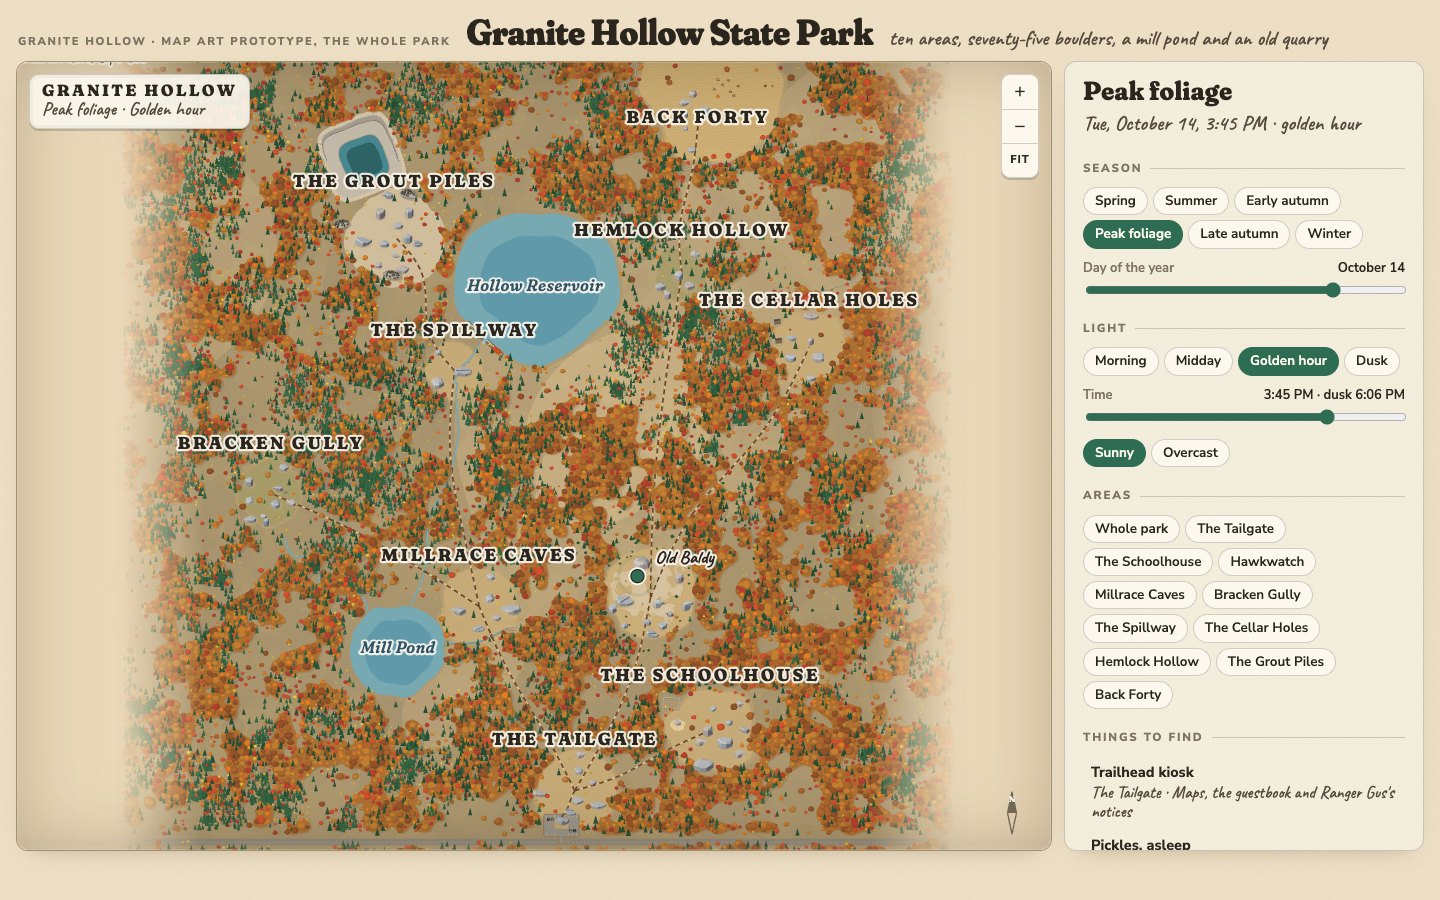 GRANITE HOLLOW · MAP ART PROTOTYPE, THE WHOLE PARK
Granite Hollow State Park
ten areas, seventy-five boulders, a mill pond and an old quarry
GRANITE HOLLOW
Peak foliage · Golden hour
+
−
FIT
BACK FORTY
THE GROUT PILES
HEMLOCK HOLLOW
Hollow Reservoir
THE CELLAR HOLES
THE SPILLWAY
BRACKEN GULLY
MILLRACE CAVES
Old Baldy
Mill Pond
THE SCHOOLHOUSE
THE TAILGATE
Peak foliage
Tue, October 14, 3:45 PM · golden hour
SEASON
Spring
Summer
Early autumn
Peak foliage
Late autumn
Winter
Day of the year
October 14
LIGHT
Morning
Midday
Golden hour
Dusk
Time
3:45 PM · dusk 6:06 PM
Sunny
Overcast
AREAS
Whole park
The Tailgate
The Schoolhouse
Hawkwatch
Millrace Caves
Bracken Gully
The Spillway
The Cellar Holes
Hemlock Hollow
The Grout Piles
Back Forty
THINGS TO FIND
Trailhead kiosk
The Tailgate · Maps, the guestbook and Ranger Gus's
notices
Pickles, asleep